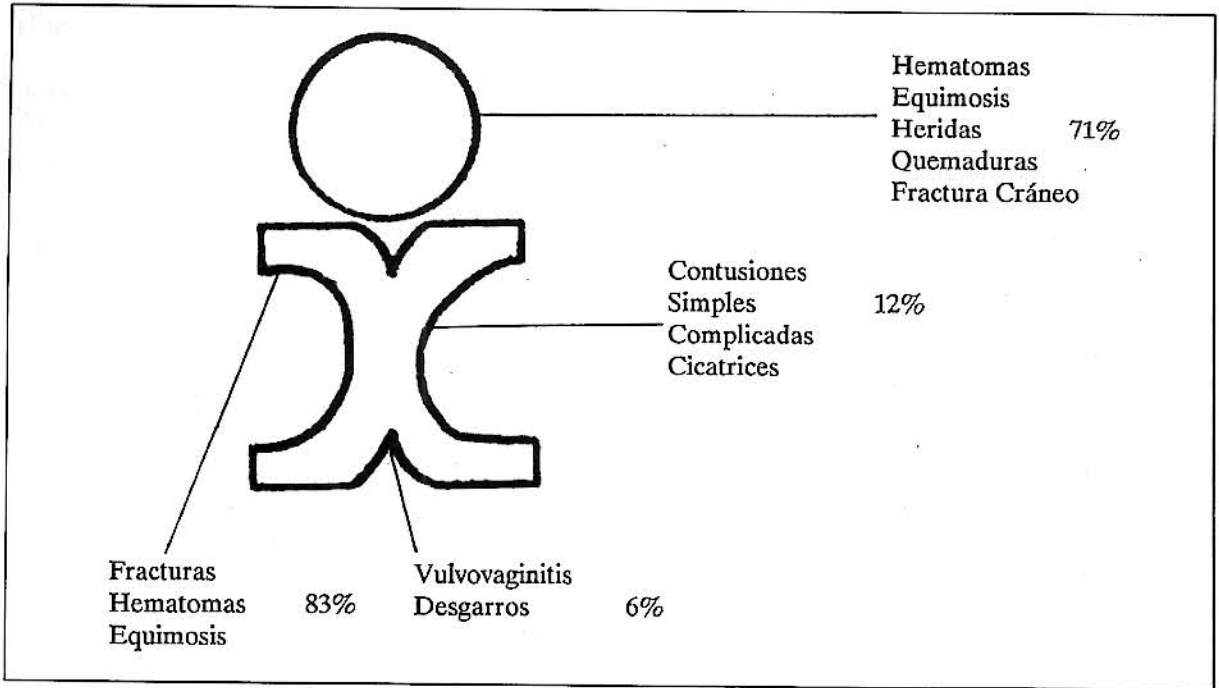 Hematomas
Equimosis
Heridas 71%
Quemaduras
Fractura Cráneo
Contusiones
Simples 12%
Complicadas
Cicatrices
Fracturas
Hematomas 83%
Equimosis
Vulvovaginitis
Desgarros 6%